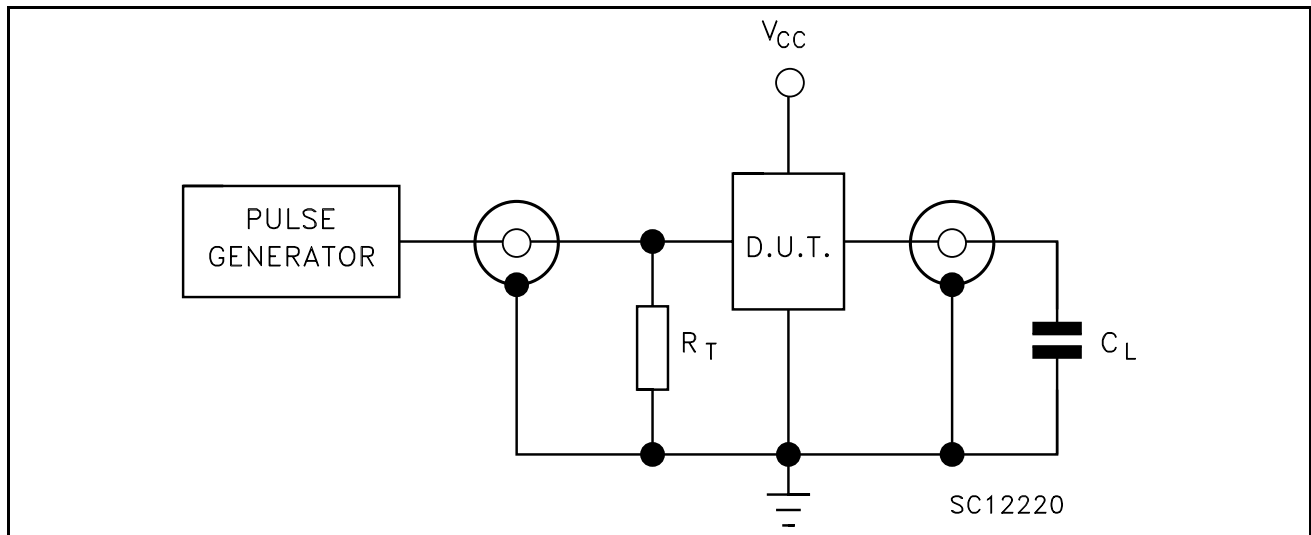 VCC
PULSE
GENERATOR
D.U.T.
RT
CL
SC12220